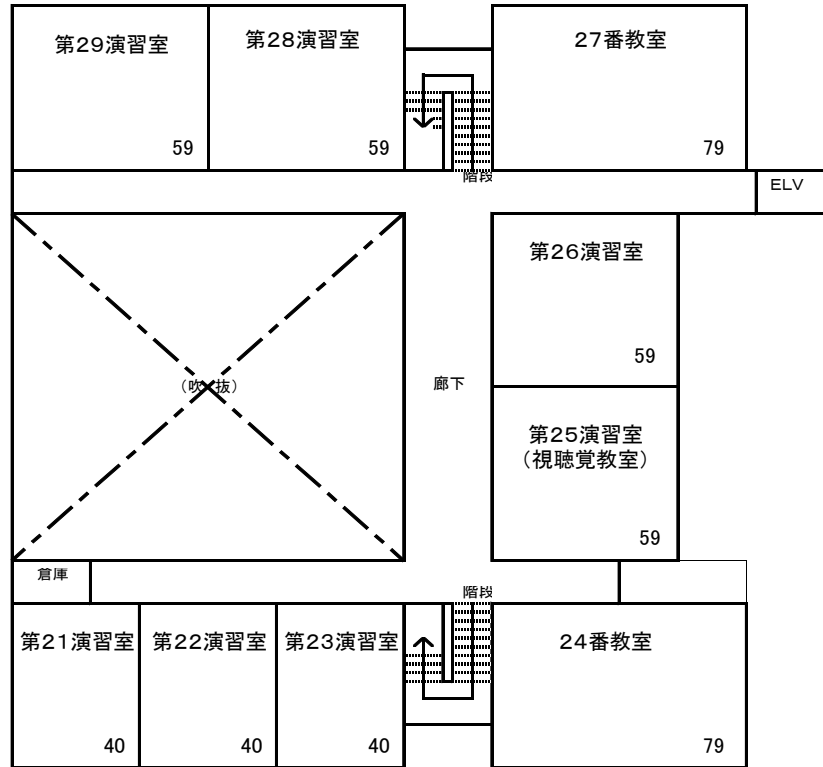 第29演習室
第28演習室
27番教室
59
59
79
階段
ELV
第26演習室
59
(吹 抜)
廊下
第25演習室
(視聴覚教室)
59
倉庫
階段
第21演習室
第22演習室
第23演習室
24番教室
40
40
40
79